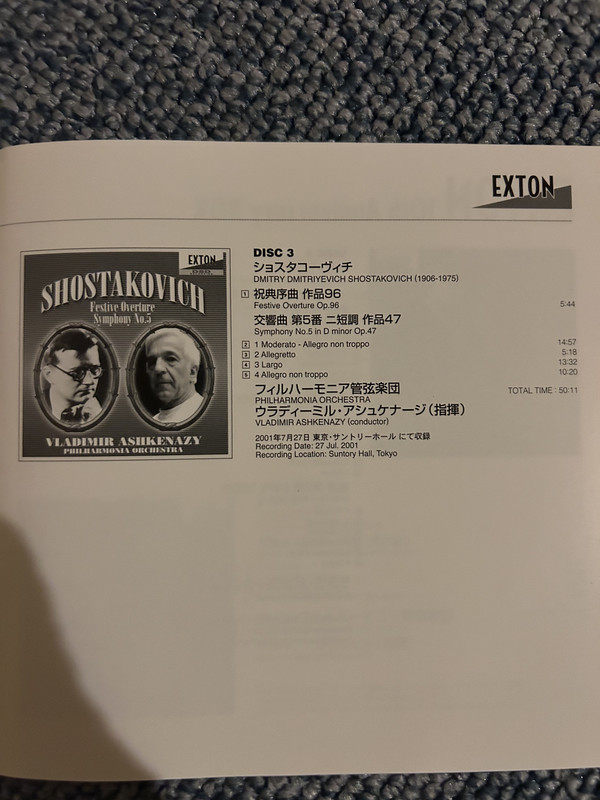 EXTON
EXTON
SHOSTAKOVICH
Festive Overture
Symphony No.5
VLADIMIR ASHKENAZY
PHILHARMONIA ORCHESTRA
DISC 3
ショスタコーヴィチ
DMITRY DMITRIYEVICH SHOSTAKOVICH (1906-1975)
1 祝典序曲 作品96
Festive Overture Op.96 5:44
交響曲 第5番 ニ短調 作品47
Symphony No.5 in D minor Op.47
2 1 Moderato - Allegro non troppo 14:57
3 2 Allegretto 5:18
4 3 Largo 13:32
5 4 Allegro non troppo 10:20
フィルハーモニア管弦楽団 TOTAL TIME : 50:11
PHILHARMONIA ORCHESTRA
ウラディーミル・アシュケナージ(指揮)
VLADIMIR ASHKENAZY (conductor)
2001年7月27日 東京・サントリーホール にて収録
Recording Date: 27 Jul. 2001
Recording Location: Suntory Hall, Tokyo